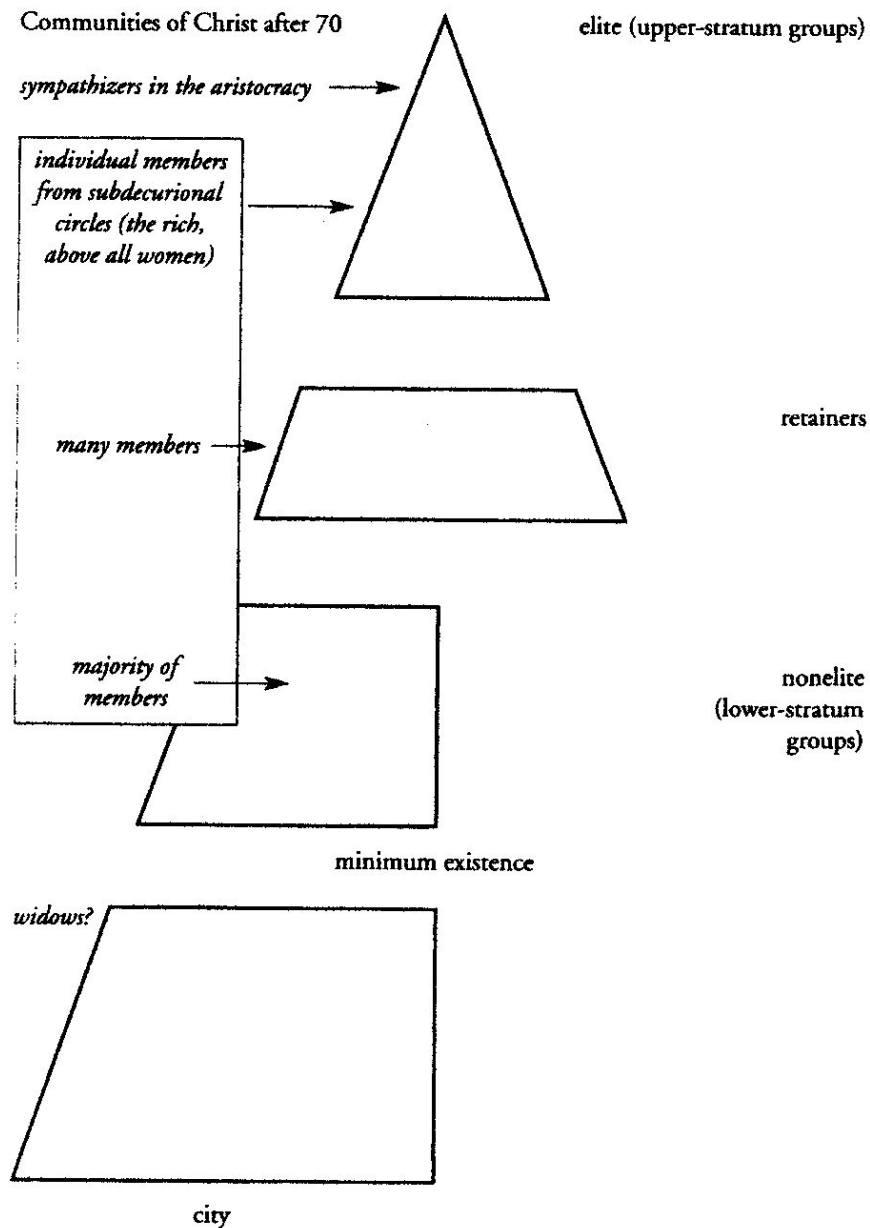 Communities of Christ after 70
elite (upper-stratum groups)
sympathizers in the aristocracy
individual members
from subdecurional
circles (the rich,
above all women)
many members
retainers
majority of
members
nonelite
(lower-stratum
groups)
minimum existence
widows?
city